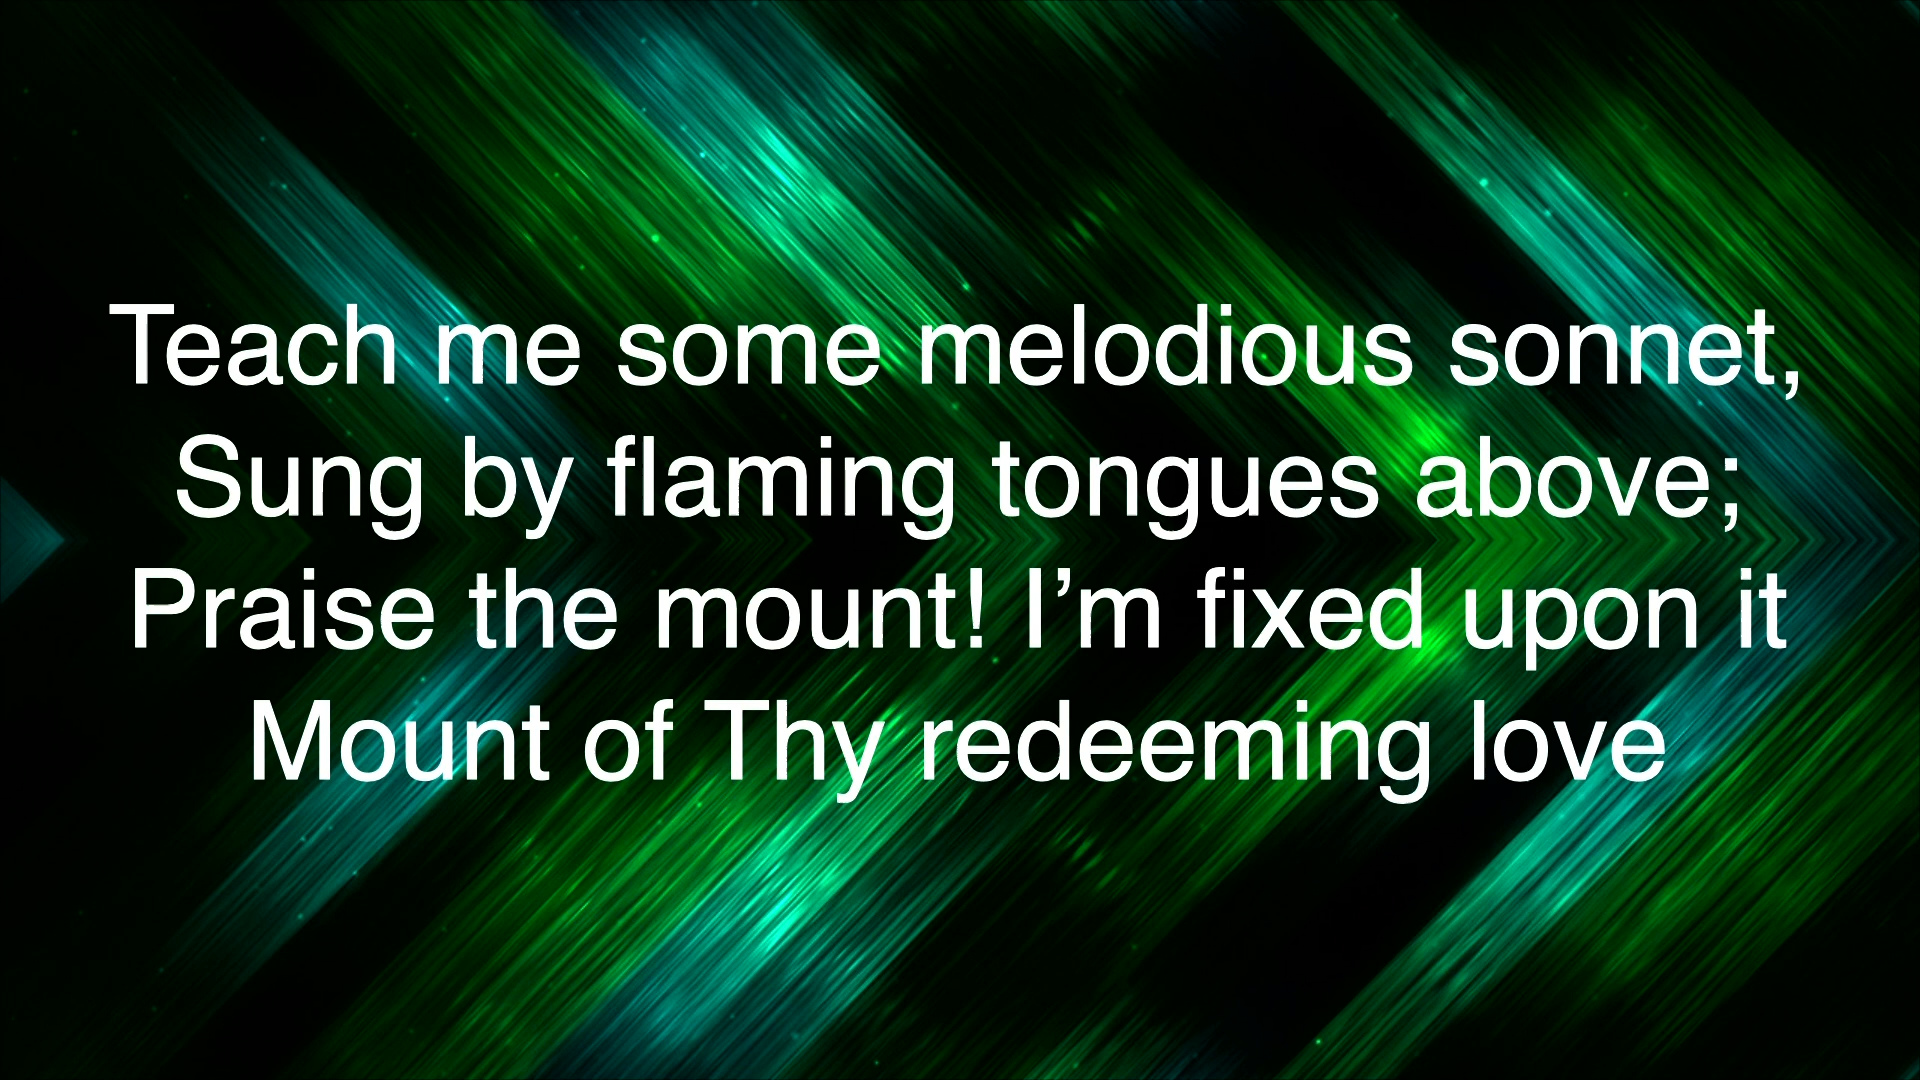 Teach me some melodious sonnet,
Sung by flaming tongues above;
Praise the mount! I’m fixed upon it
Mount of Thy redeeming love